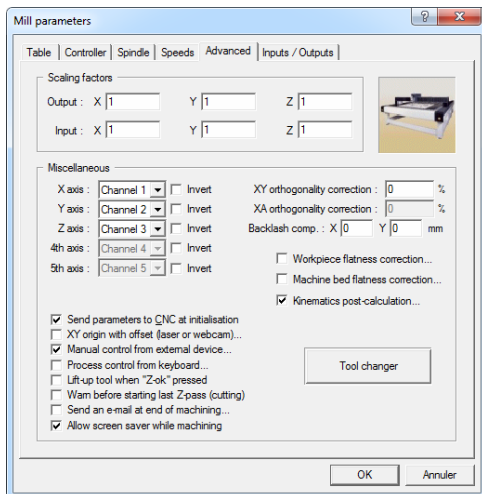 Mill parameters
Table Controller Spindle Speeds Advanced Inputs / Outputs
Scaling factors
Output : X 1 Y 1 Z 1
Input : X 1 Y 1 Z 1
Miscellaneous
X axis : Channel 1 Invert XY orthogonality correction : 0 %
Y axis : Channel 2 Invert XA orthogonality correction : 0 %
Z axis : Channel 3 Invert Backlash comp. : X 0 Y 0 mm
4th axis : Channel 4 Invert
5th axis : Channel 5 Invert
Workpiece flatness correction...
Machine bed flatness correction...
Kinematics post-calculation...
Send parameters to CNC at initialisation
XY origin with offset (laser or webcam)...
Manual control from external device...
Process control from keyboard...
Lift-up tool when "Z-ok" pressed
Warn before starting last Z-pass (cutting)
Send an e-mail at end of machining...
Allow screen saver while machining
Tool changer
OK Annuler